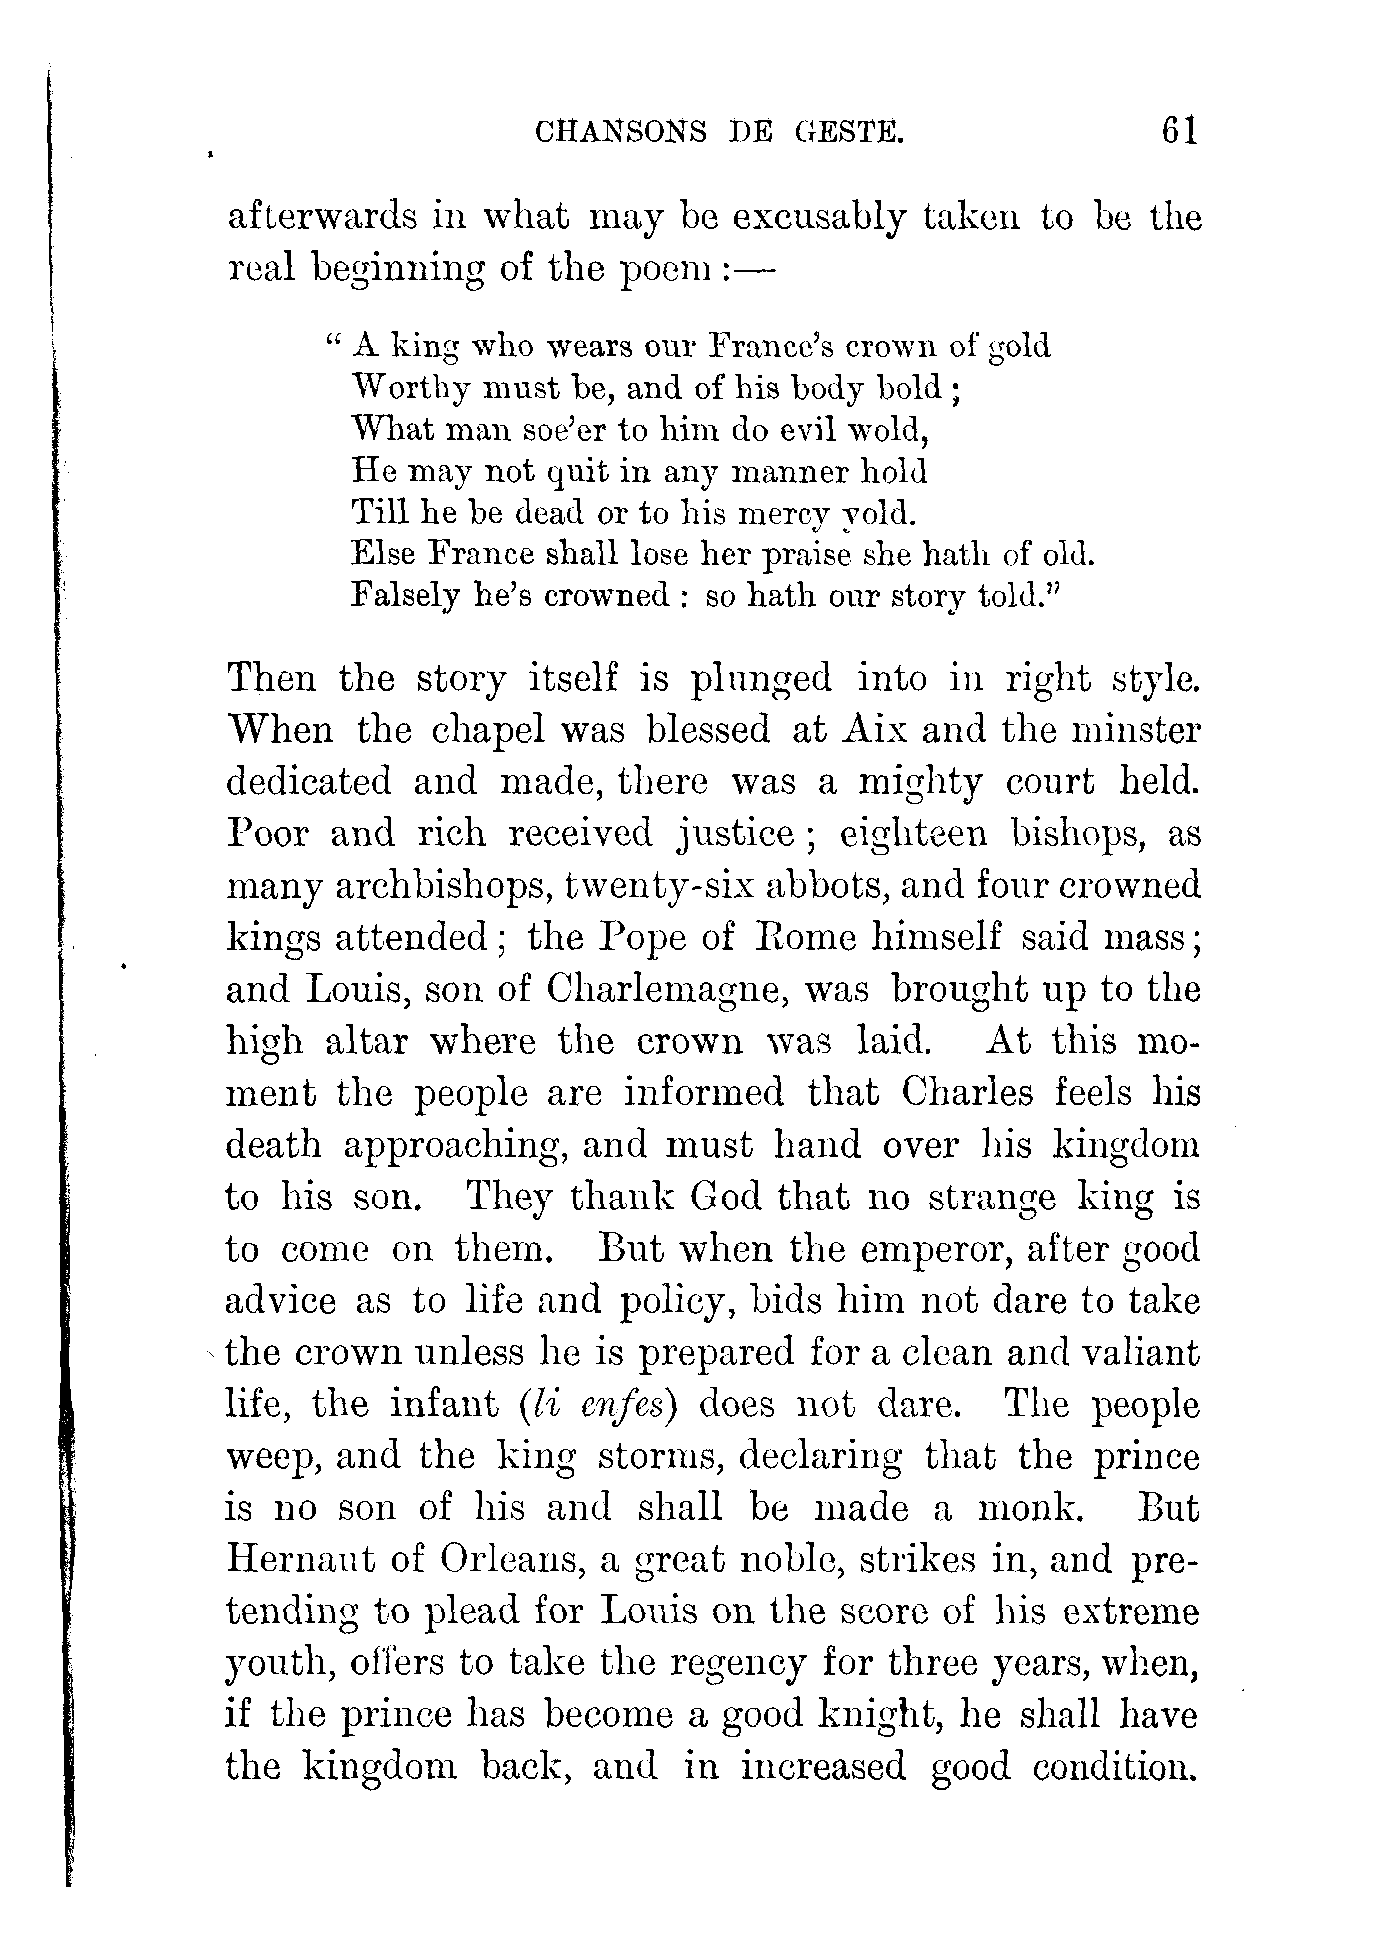 CHANSONS DE GESTE. 61
afterwards in what may be excusably taken to be the
real beginning of the poem :—
“ A king who wears our France’s crown of gold
Worthy must be, and of his body bold ;
What man soe’er to him do evil wold,
He may not quit in any manner hold
Till he be dead or to his mercy yold.
Else France shall lose her praise she hath of old.
Falsely he’s crowned : so hath our story told.”
Then the story itself is plunged into in right style.
When the chapel was blessed at Aix and the minster
dedicated and made, there was a mighty court held.
Poor and rich received justice ; eighteen bishops, as
many archbishops, twenty-six abbots, and four crowned
kings attended ; the Pope of Rome himself said mass ;
and Louis, son of Charlemagne, was brought up to the
high altar where the crown was laid. At this mo-
ment the people are informed that Charles feels his
death approaching, and must hand over his kingdom
to his son. They thank God that no strange king is
to come on them. But when the emperor, after good
advice as to life and policy, bids him not dare to take
the crown unless he is prepared for a clean and valiant
life, the infant (li enfes) does not dare. The people
weep, and the king storms, declaring that the prince
is no son of his and shall be made a monk. But
Hernaut of Orleans, a great noble, strikes in, and pre-
tending to plead for Louis on the score of his extreme
youth, offers to take the regency for three years, when,
if the prince has become a good knight, he shall have
the kingdom back, and in increased good condition.